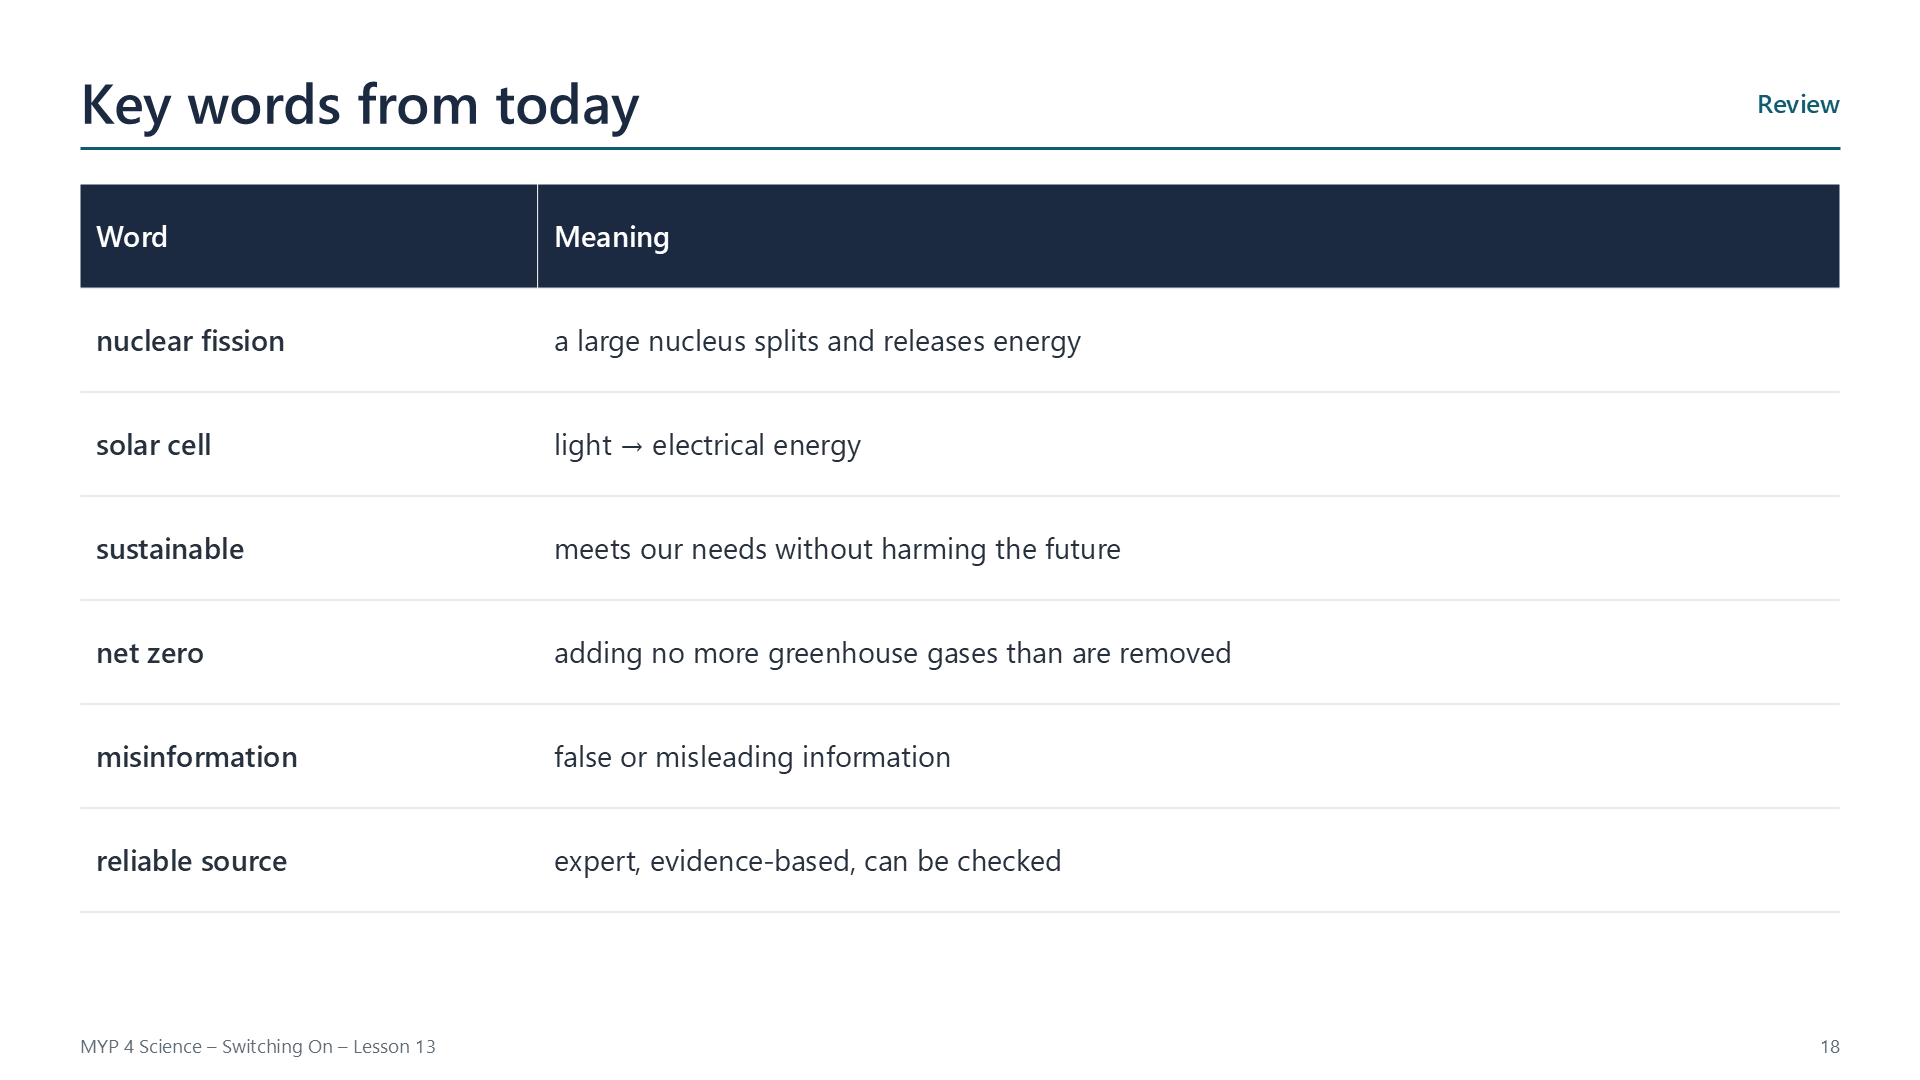 Key words from today
Review
Word Meaning
nuclear fission a large nucleus splits and releases energy
solar cell light → electrical energy
sustainable meets our needs without harming the future
net zero adding no more greenhouse gases than are removed
misinformation false or misleading information
reliable source expert, evidence-based, can be checked
MYP 4 Science – Switching On – Lesson 13
18